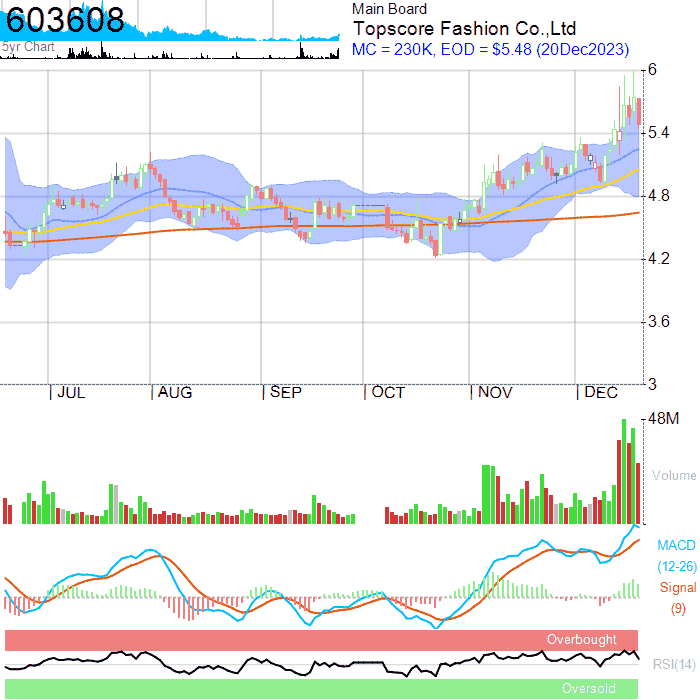 603608
5yr Chart
Main Board
Topscore Fashion Co.,Ltd
MC = 230K, EOD = $5.48 (20Dec2023)
6
5.4
4.8
4.2
3.6
3
JUL AUG SEP OCT NOV DEC
48M
Volume
MACD
(12-26)
Signal
(9)
Overbought
RSI(14)
Oversold